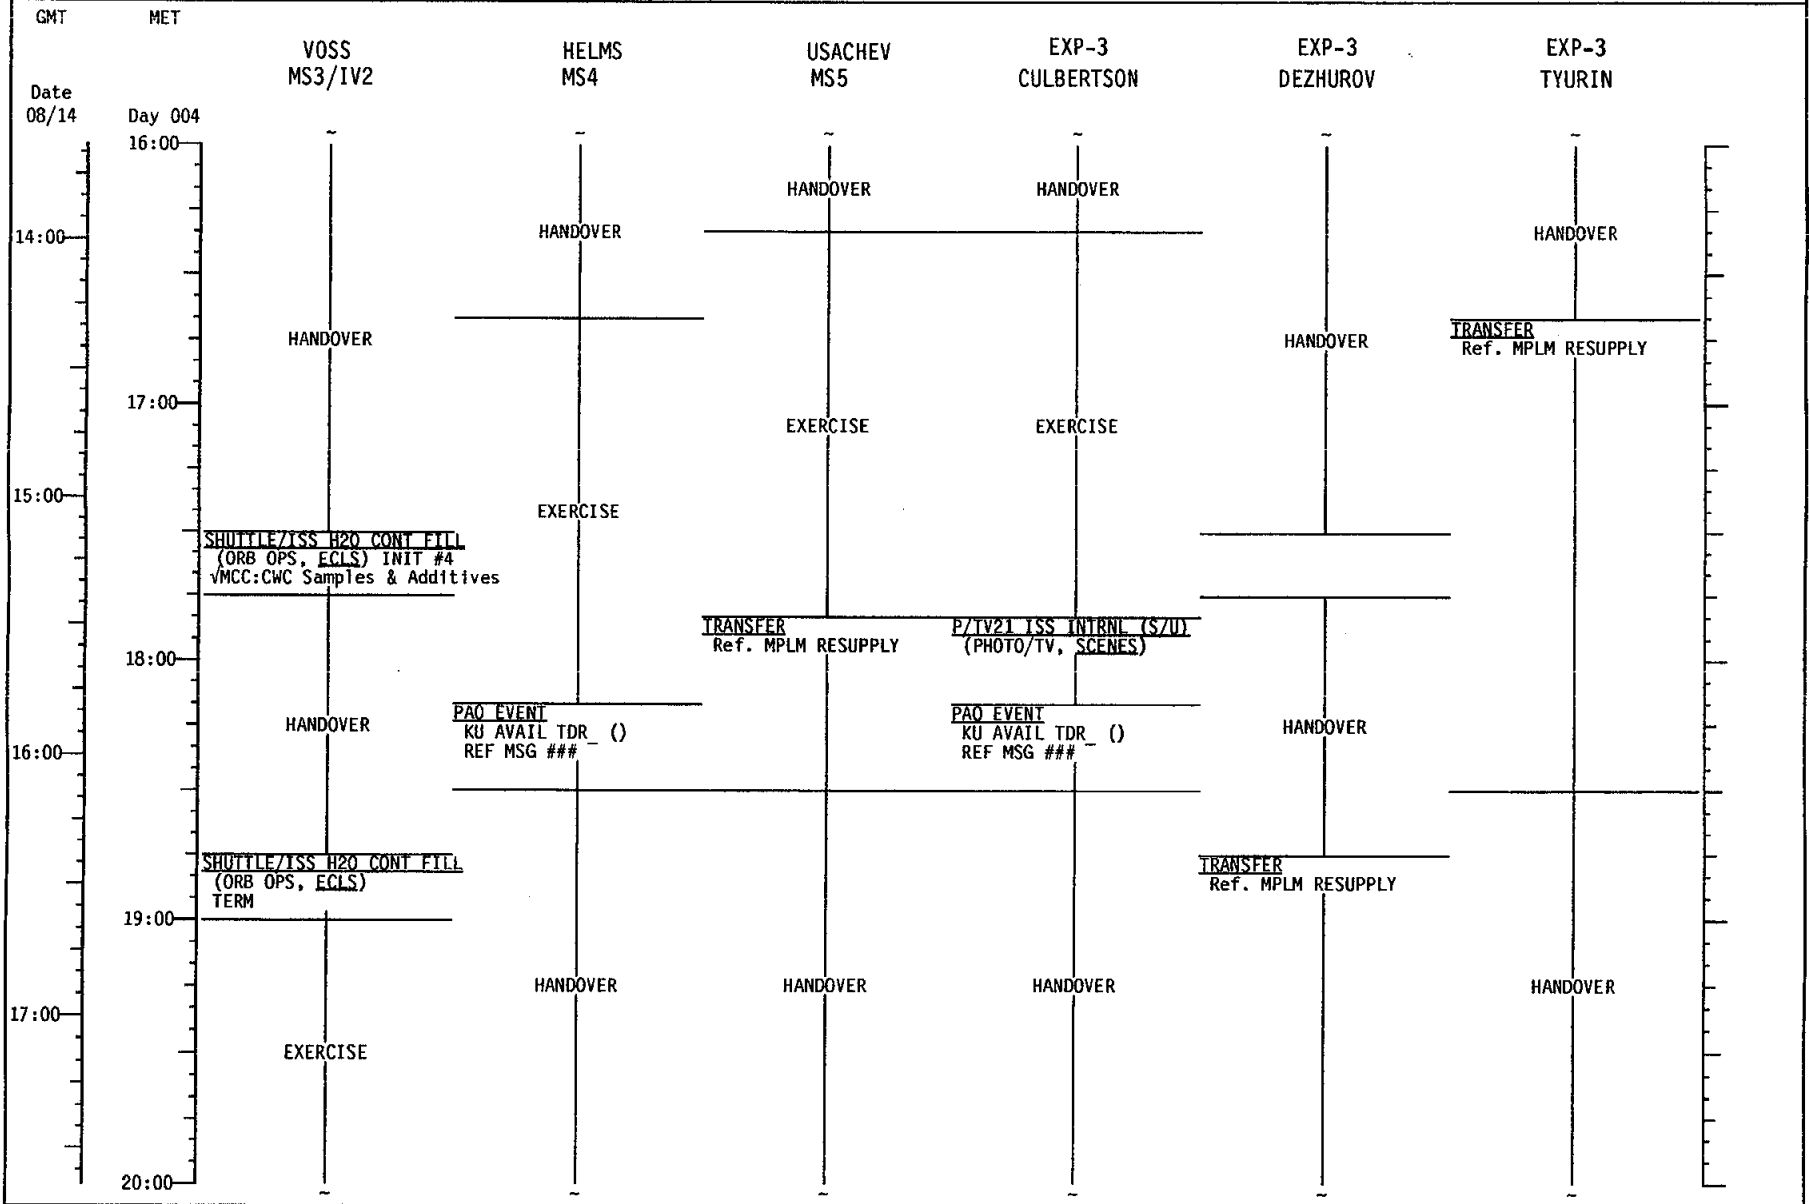 GMT MET
VOSS HELMS USACHEV EXP-3 EXP-3 EXP-3
MS3/IV2 MS4 MS5 CULBERTSON DEZHUROV TYURIN
Date
08/14 Day 004
~ ~ ~ ~ ~ ~
16:00
HANDOVER HANDOVER
14:00 HANDOVER HANDOVER
TRANSFER
HANDOVER HANDOVER Ref. MPLM RESUPPLY
17:00
EXERCISE EXERCISE
15:00
EXERCISE
SHUTTLE/ISS H2O CONT FILL
(ORB OPS, ECLS) INIT #4
√MCC:CWC Samples & Additives
TRANSFER P/TV21 ISS INTRNL (S/U)
Ref. MPLM RESUPPLY (PHOTO/TV, SCENES)
18:00
PAO EVENT PAO EVENT
HANDOVER KU AVAIL TDR_ () KU AVAIL TDR_ () HANDOVER
16:00 REF MSG ### REF MSG ###
SHUTTLE/ISS H2O CONT FILL TRANSFER
(ORB OPS, ECLS) Ref. MPLM RESUPPLY
TERM
19:00
HANDOVER HANDOVER HANDOVER HANDOVER
17:00
EXERCISE
20:00
~ ~ ~ ~ ~ ~